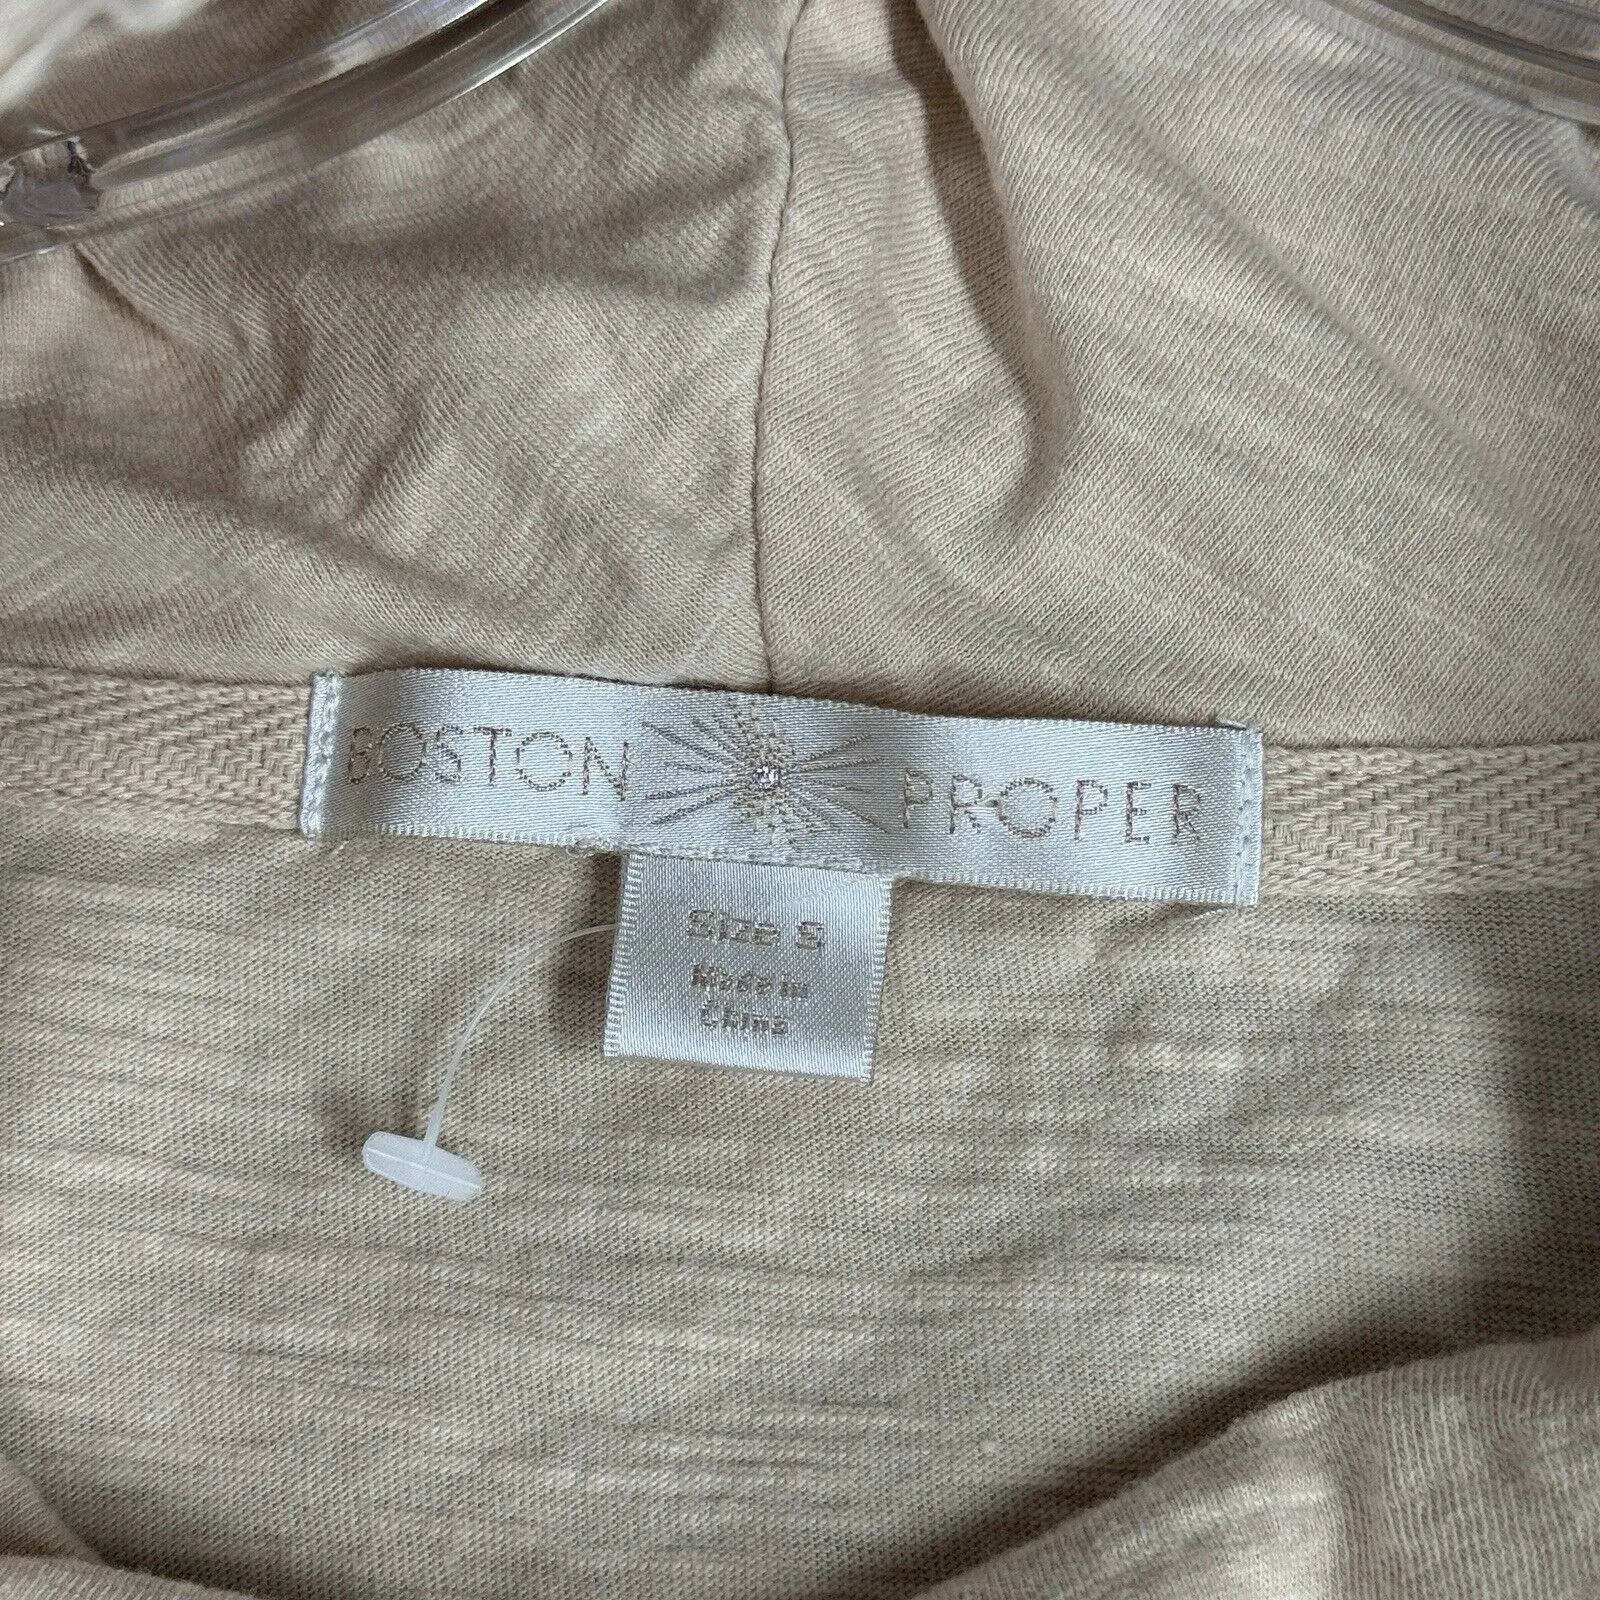 BOSTON PROPER
Size S
Made in
China